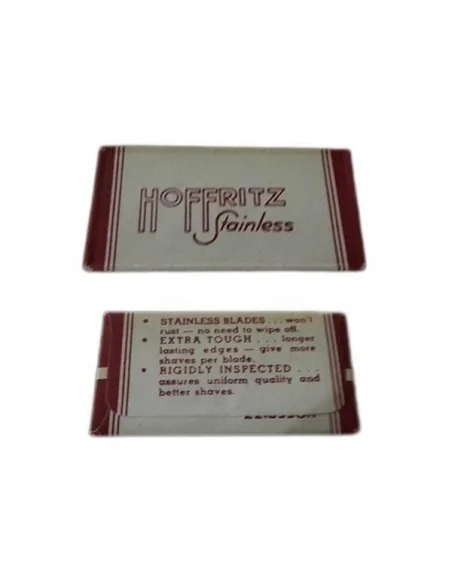 HOFFRITZ
Stainless
• STAINLESS BLADES . . . won't
rust — no need to wipe off.
• EXTRA TOUGH . . . longer
lasting edges — give more
shaves per blade.
• RIGIDLY INSPECTED . . .
assures uniform quality and
better shaves.